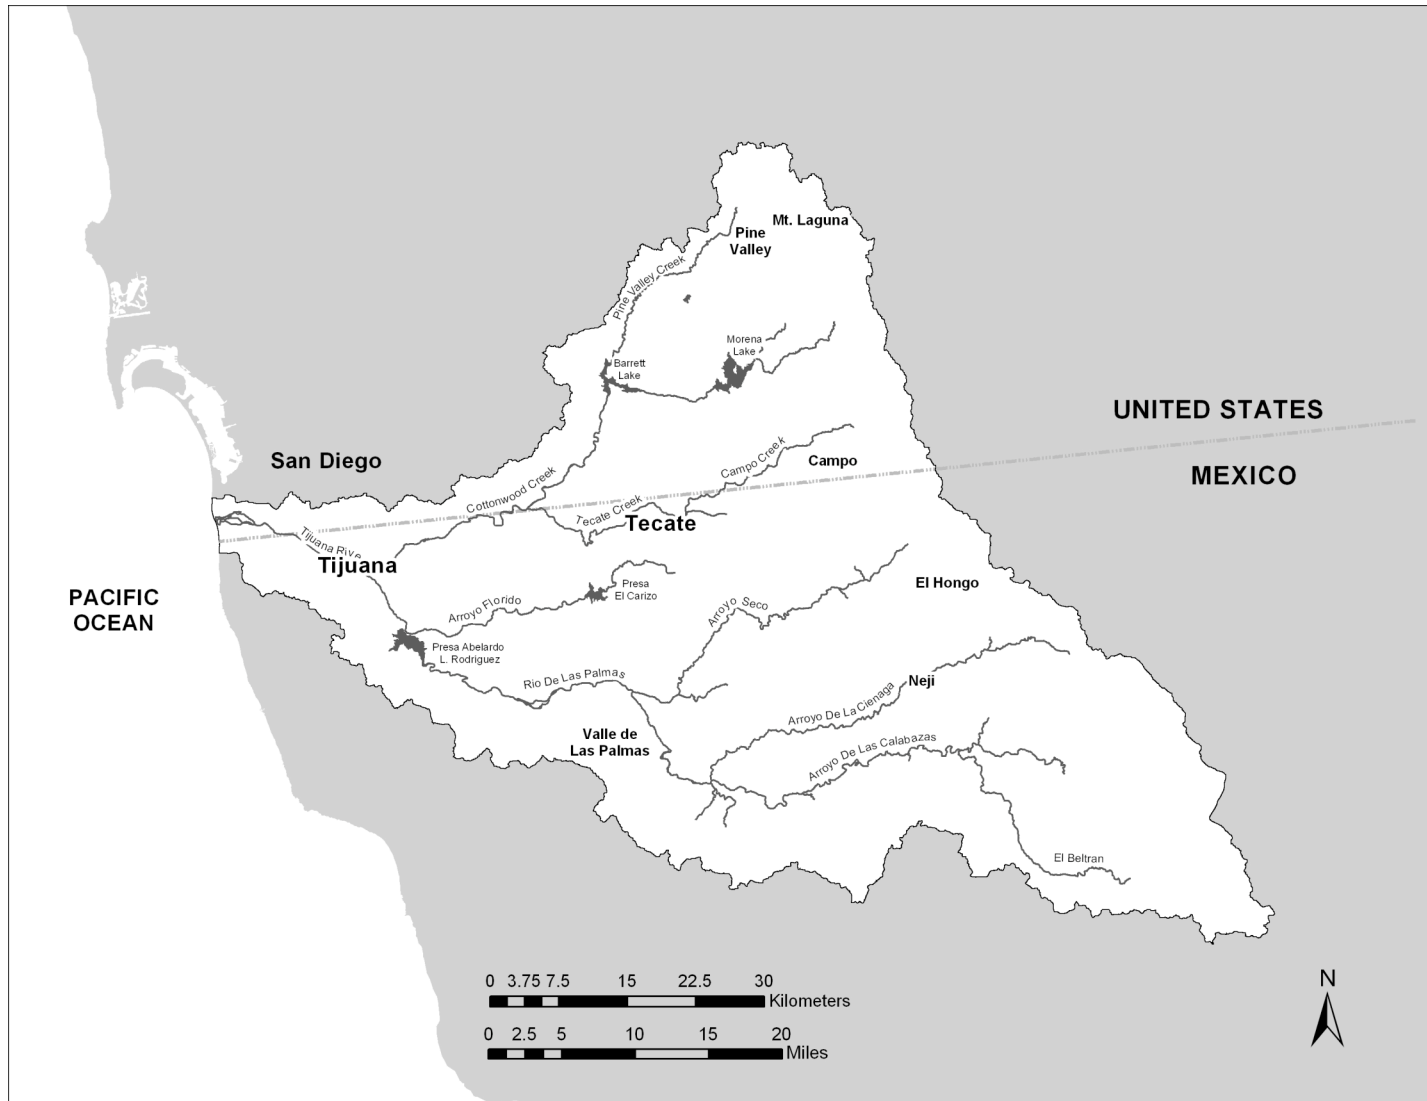 Mt. Laguna
Pine
Valley
Pine Valley Creek
Morena
Lake
Barrett
Lake
UNITED STATES
San Diego
Campo Creek
Campo
MEXICO
Cottonwood Creek
Tecate Creek
Tecate
Tijuana Rive
Tijuana
El Hongo
Presa
El Carizo
PACIFIC
OCEAN
Arroyo Florido
Arroyo Seco
Presa Abelardo
L. Rodriguez
Rio De Las Palmas
Neji
Arroyo De La Cienaga
Valle de
Las Palmas
Arroyo De Las Calabazas
El Beltran
N
0 3.75 7.5 15 22.5 30
Kilometers
0 2.5 5 10 15 20
Miles